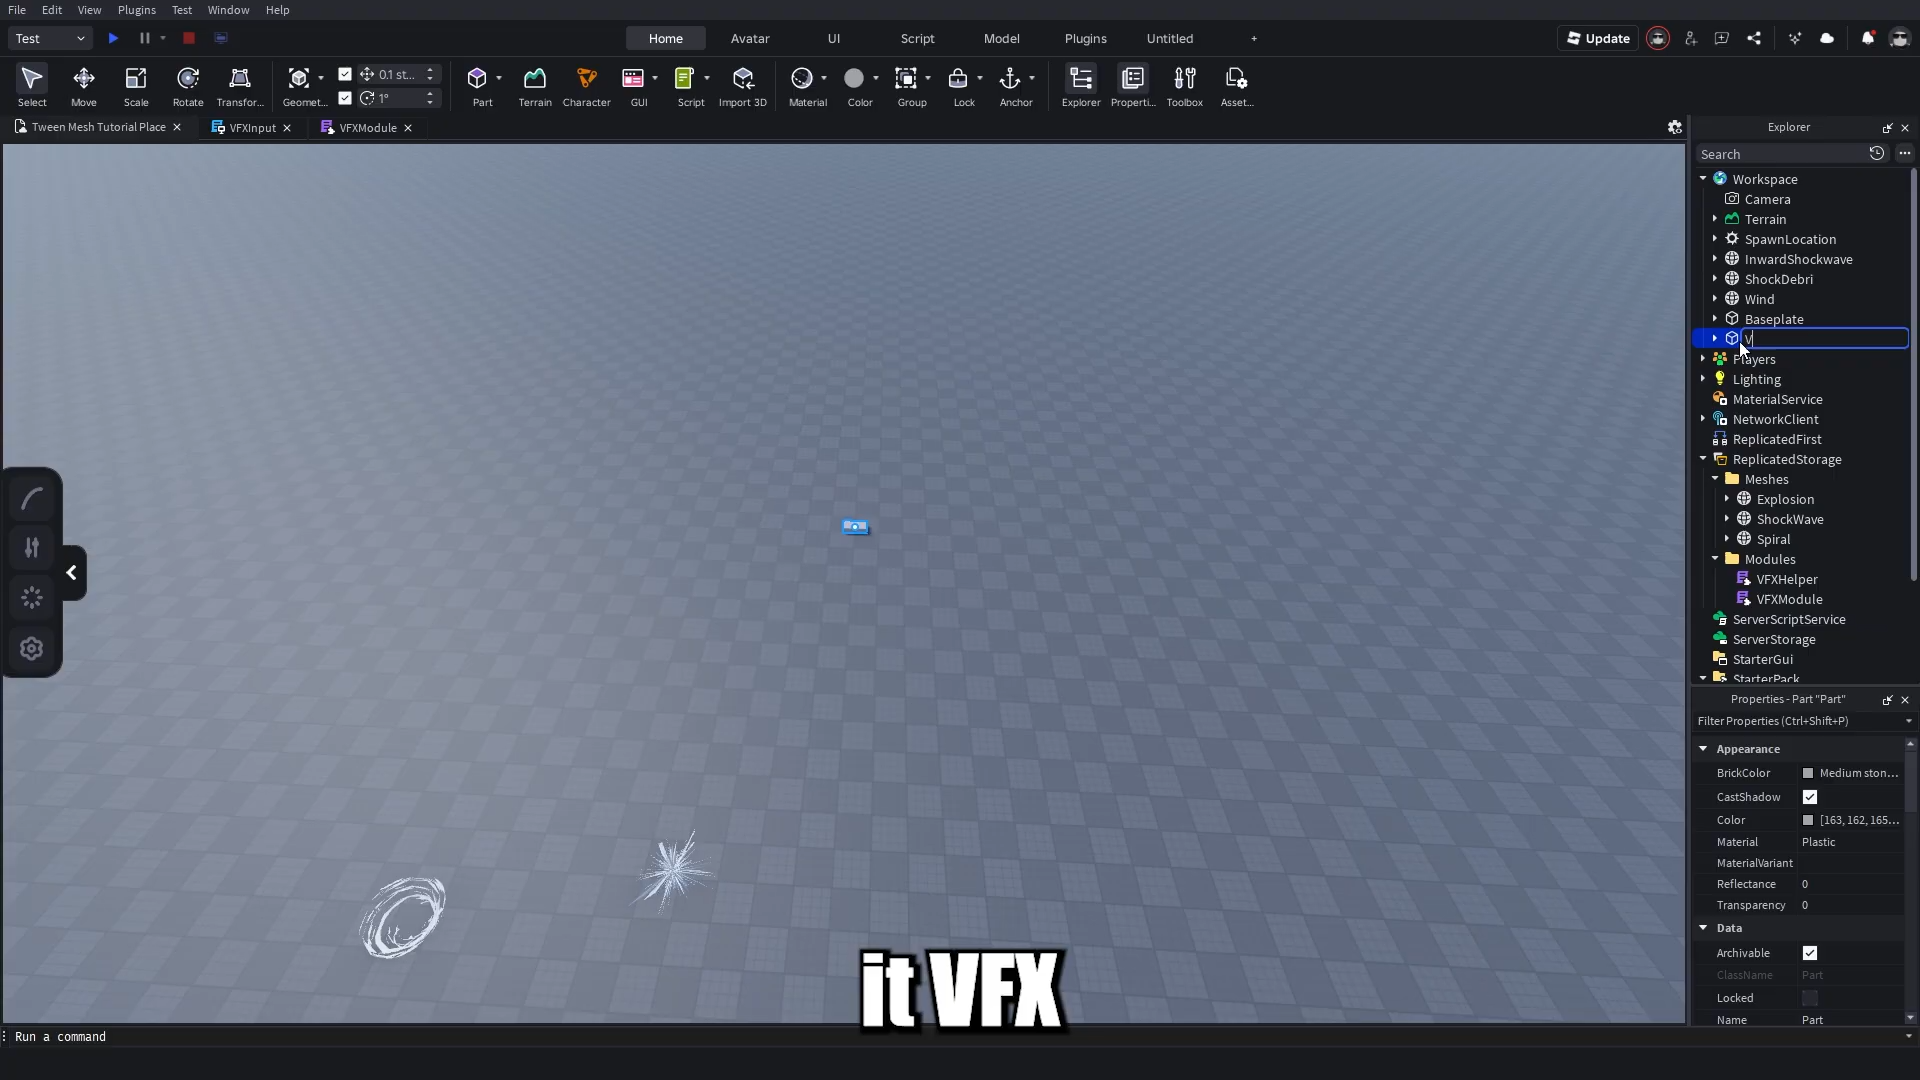 File Edit View Plugins Test Window Help
Test Home Avatar UI Script Model Plugins Untitled + Update
0.1 st...
1°
Select Move Scale Rotate Transfor... Geomet... Part Terrain Character GUI Script Import 3D Material Color Group Lock Anchor Explorer Properti... Toolbox Asset...
Tween Mesh Tutorial Place VFXInput VFXModule
Explorer
Search
Workspace
Camera
Terrain
SpawnLocation
InwardShockwave
ShockDebri
Wind
Baseplate
V
Players
Lighting
MaterialService
NetworkClient
ReplicatedFirst
ReplicatedStorage
Meshes
Explosion
ShockWave
Spiral
Modules
VFXHelper
VFXModule
ServerScriptService
ServerStorage
StarterGui
StarterPack
Properties - Part "Part"
Filter Properties (Ctrl+Shift+P)
Appearance
BrickColor Medium ston...
CastShadow
Color [163, 162, 165...
Material Plastic
MaterialVariant
Reflectance 0
Transparency 0
Data
Archivable
ClassName Part
Locked
Name Part
it VFX
Run a command